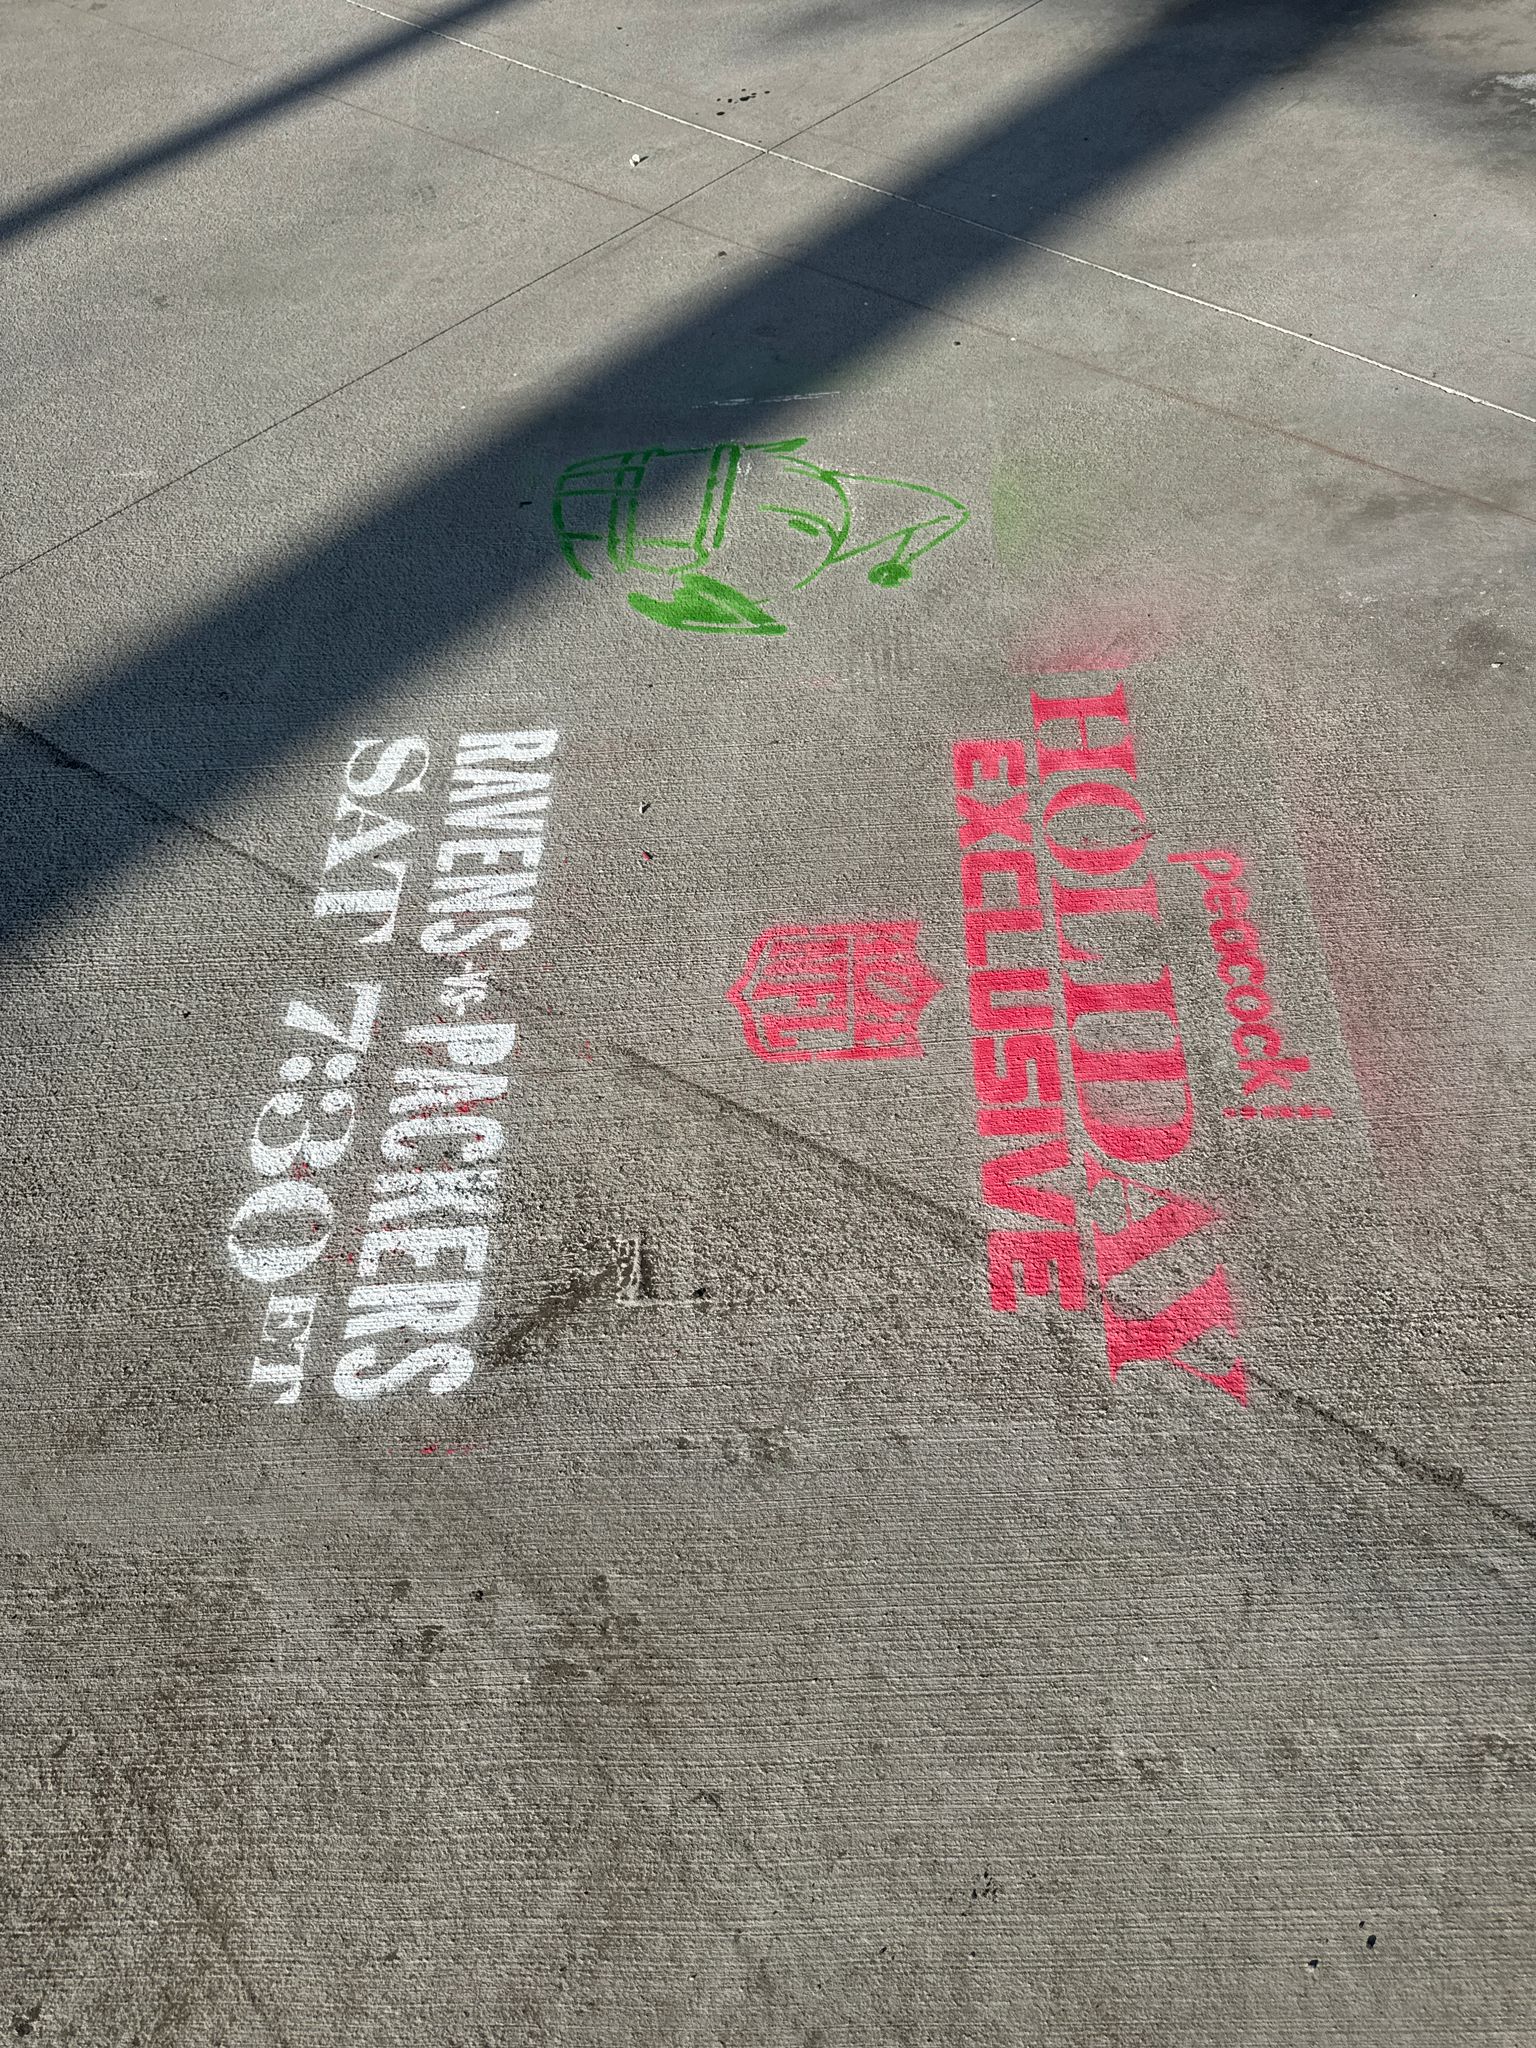 peacock
HOLIDAY
EXCLUSIVE
NFL
RAVENS VS PACKERS
SAT 7:30 ET